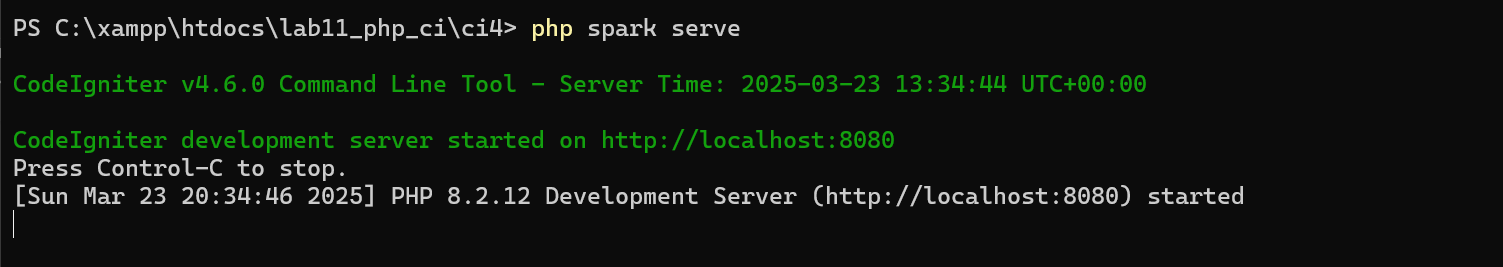 PS C:\xampp\htdocs\lab11_php_ci\ci4> php spark serve
CodeIgniter v4.6.0 Command Line Tool - Server Time: 2025-03-23 13:34:44 UTC+00:00
CodeIgniter development server started on http://localhost:8080
Press Control-C to stop.
[Sun Mar 23 20:34:46 2025] PHP 8.2.12 Development Server (http://localhost:8080) started